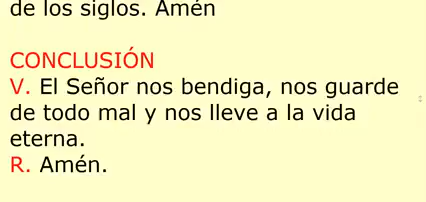 de los siglos. Amén
CONCLUSIÓN
V. El Señor nos bendiga, nos guarde
de todo mal y nos lleve a la vida
eterna.
R. Amén.